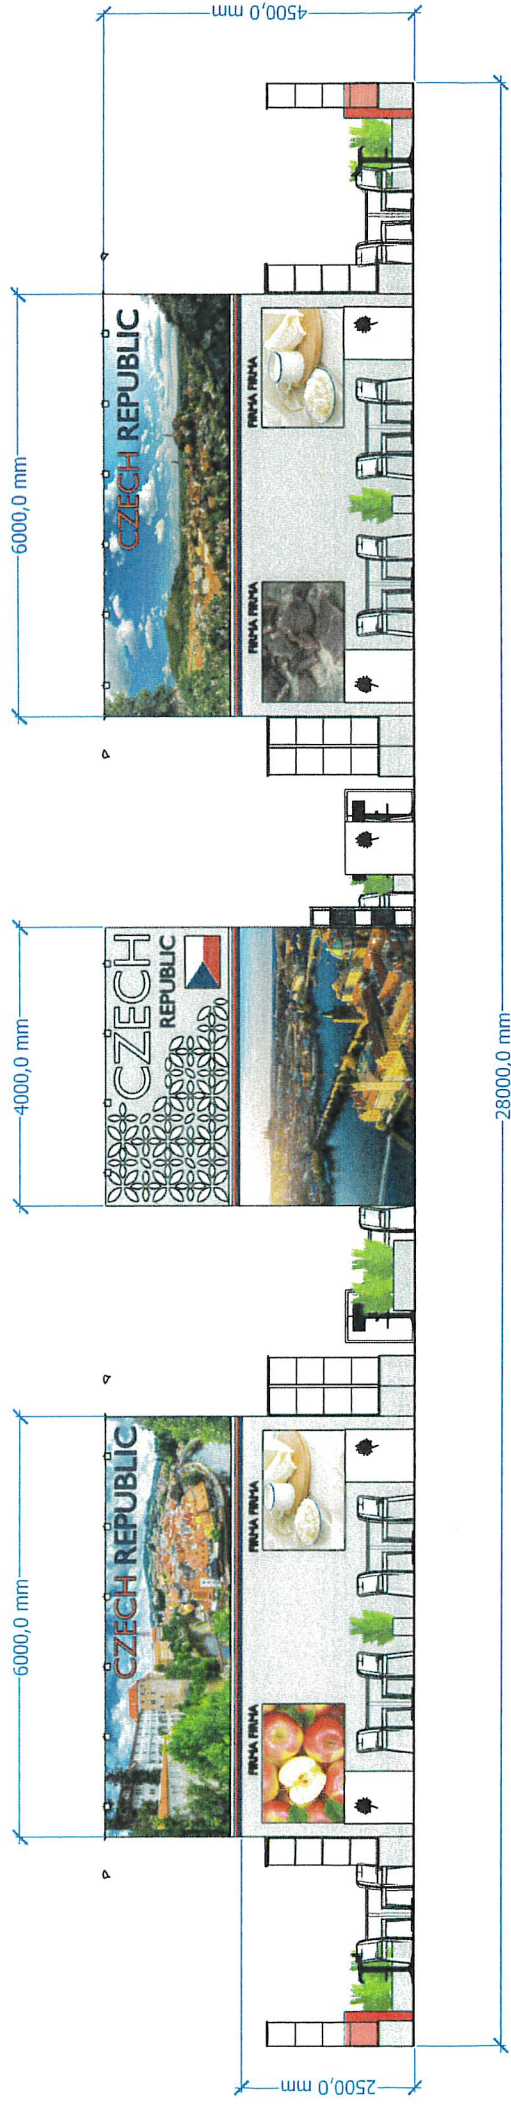 4500,0 mm
6000,0 mm
CZECH REPUBLIC
FIRMA FIRMA
FIRMA FIRMA
4000,0 mm
CZECH
REPUBLIC
28000,0 mm
6000,0 mm
CZECH REPUBLIC
FIRMA FIRMA
FIRMA FIRMA
2500,0 mm